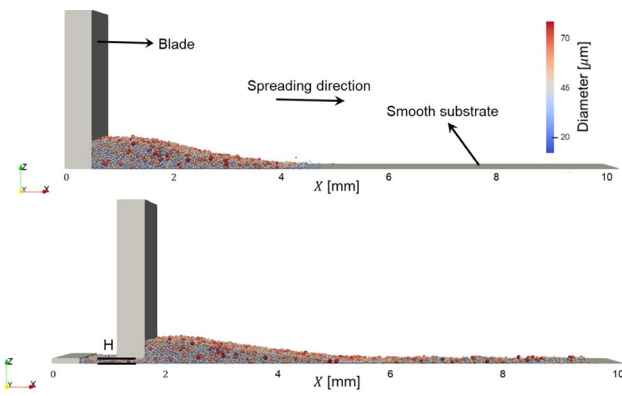 Blade
Spreading direction
Smooth substrate
Diameter [μm]
70
45
20
Z
Y
X
0
2
4
6
8
10
X [mm]
H
Z
Y
X
0
2
4
6
8
10
X [mm]